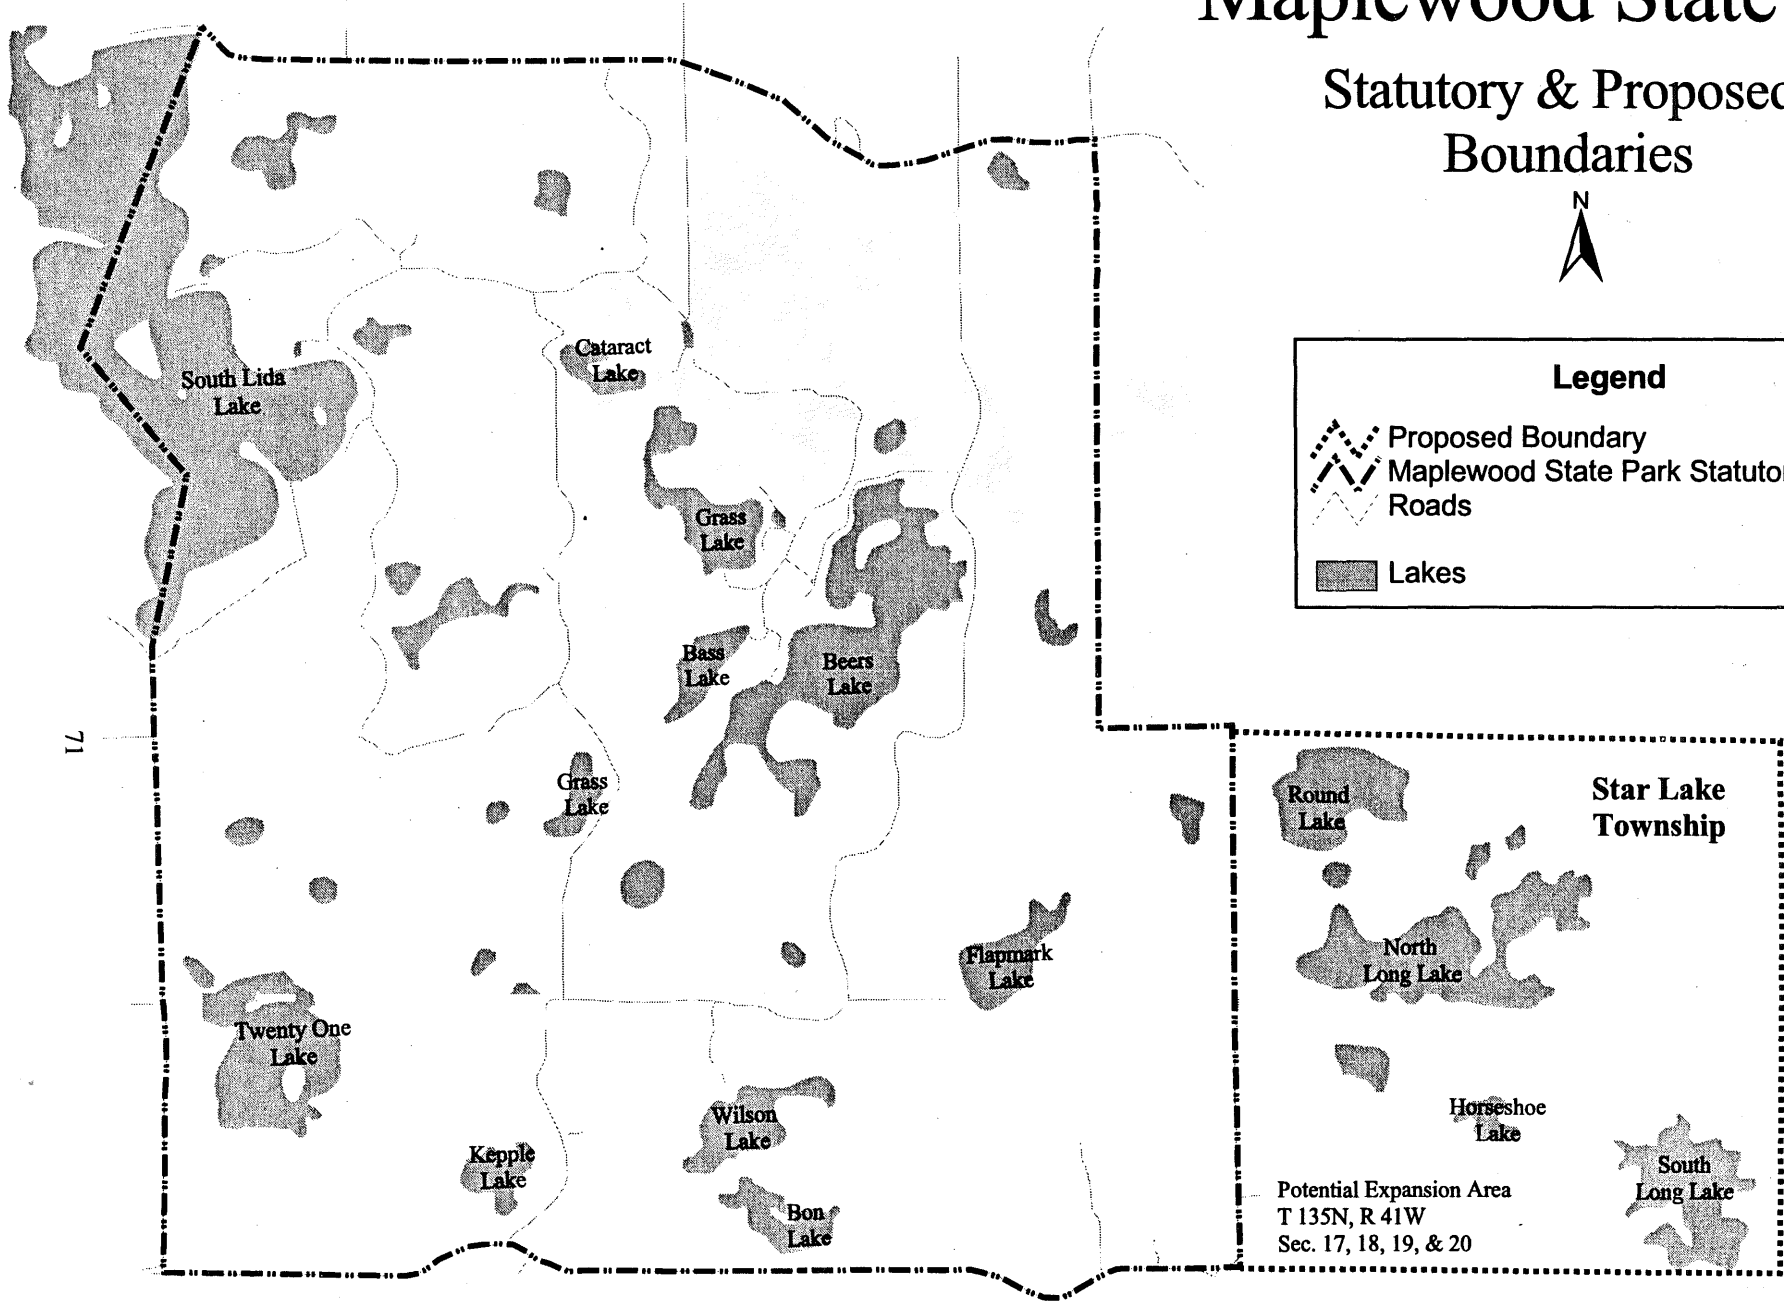 Maplewood State
Statutory & Proposed
Boundaries
N
Legend
Proposed Boundary
Maplewood State Park Statutor
Roads
Lakes
South Lida
Lake
Cataract
Lake
Grass
Lake
Bass
Lake
Beers
Lake
71
Grass
Lake
Round
Lake
Star Lake
Township
Flapmark
Lake
North
Long Lake
Twenty One
Lake
Wilson
Lake
Horseshoe
Lake
Kepple
Lake
South
Long Lake
Bon
Lake
Potential Expansion Area
T 135N, R 41W
Sec. 17, 18, 19, & 20